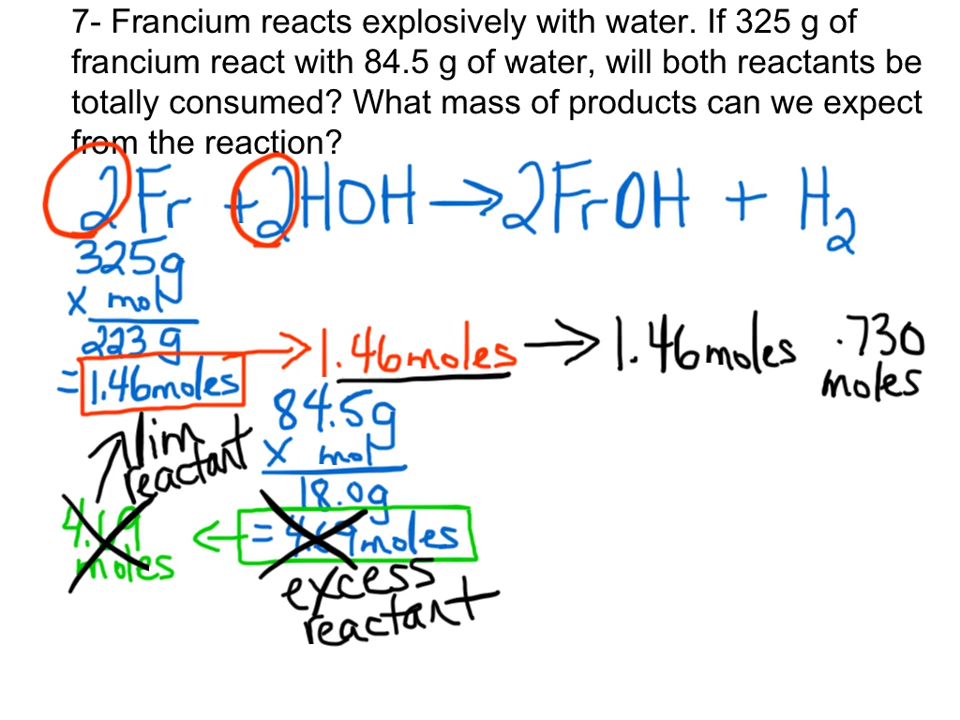 7- Francium reacts explosively with water. If 325 g of
francium react with 84.5 g of water, will both reactants be
totally consumed? What mass of products can we expect
from the reaction?
2Fr + 2HOH → 2FrOH + H₂
325g
x mol
223 g
= 1.46moles → 1.46moles → 1.46moles .730
moles
84.5g
x mol
18.0g
= 4.69moles
lim
reactant
4.69
moles
excess
reactant